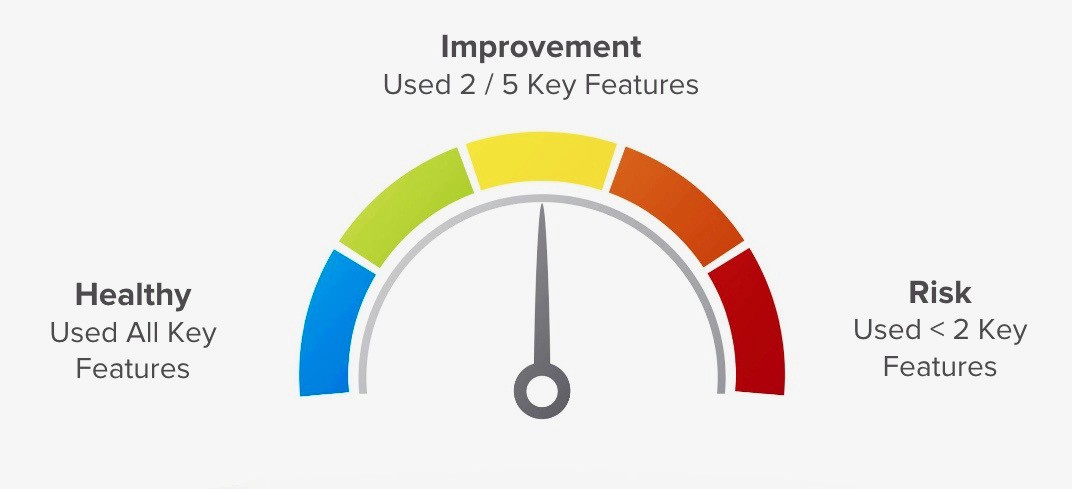 Improvement
Used 2 / 5 Key Features
Healthy
Used All Key
Features
Risk
Used < 2 Key
Features